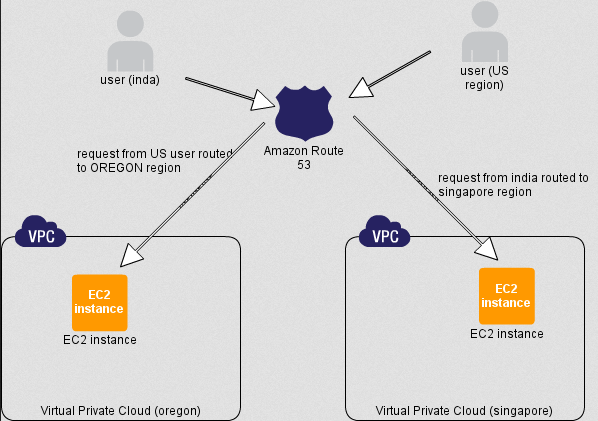 user (inda)
user (US
region)
Amazon Route
53
request from US user routed
to OREGON region
request from india routed to
singapore region
VPC
VPC
EC2
instance
EC2 instance
EC2
instance
EC2 instance
Virtual Private Cloud (oregon)
Virtual Private Cloud (singapore)